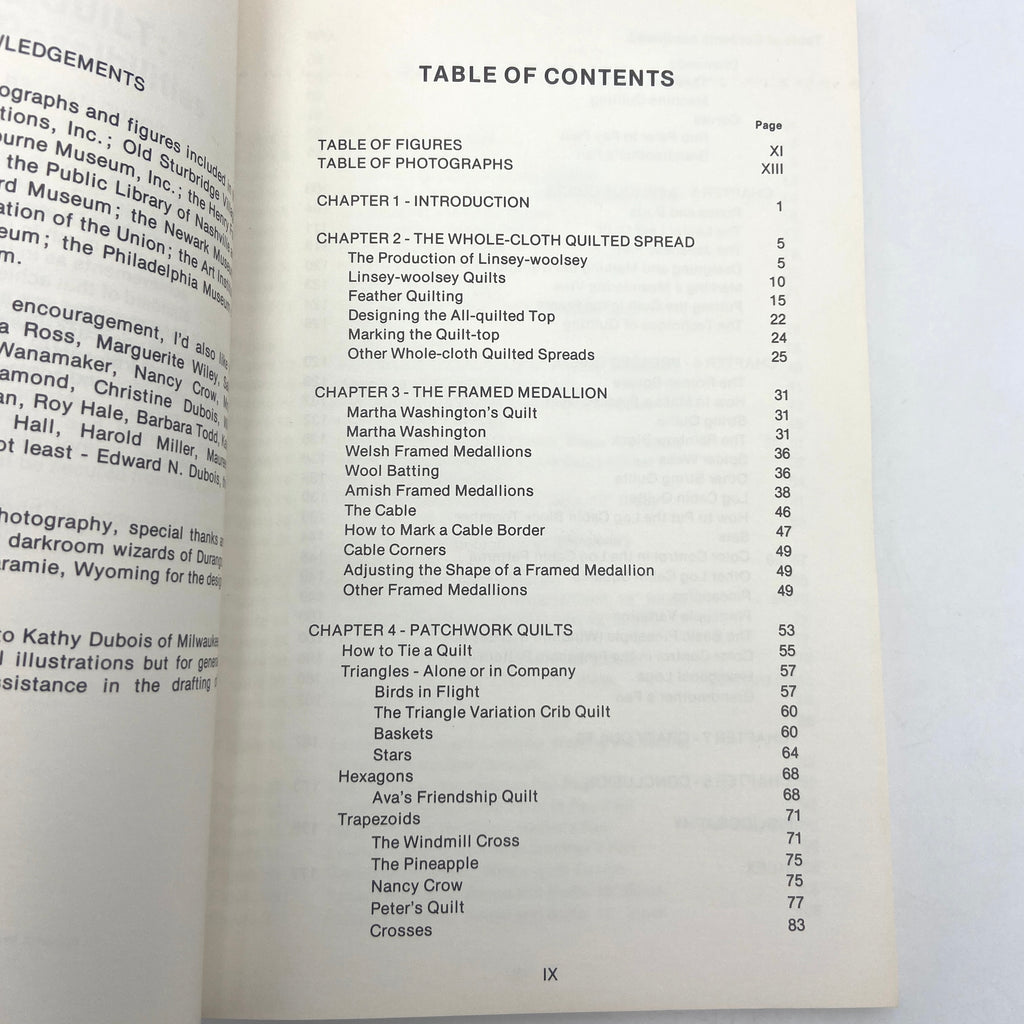 WLEDGEMENTS
ographs and figures included
tions, Inc.; Old Sturbridge
urne Museum, Inc.; the Henry
the Public Library of Nashville
rd Museum; the Newark
ation of the Union; the Art
eum; the Philadelphia Museum
m.
encouragement, I'd also
a Ross, Marguerite Wiley,
Wanamaker, Nancy Crow,
amond, Christine Dubois,
an, Roy Hale, Barbara Todd,
Hall, Harold Miller,
ot least - Edward N. Dubois,
hotography, special thanks
darkroom wizards of
ramie, Wyoming for the
to Kathy Dubois of
l illustrations but for
ssistance in the drafting
TABLE OF CONTENTS
Page
TABLE OF FIGURES XI
TABLE OF PHOTOGRAPHS XIII
CHAPTER 1 - INTRODUCTION 1
CHAPTER 2 - THE WHOLE-CLOTH QUILTED SPREAD 5
The Production of Linsey-woolsey 5
Linsey-woolsey Quilts 10
Feather Quilting 15
Designing the All-quilted Top 22
Marking the Quilt-top 24
Other Whole-cloth Quilted Spreads 25
CHAPTER 3 - THE FRAMED MEDALLION 31
Martha Washington's Quilt 31
Martha Washington 31
Welsh Framed Medallions 36
Wool Batting 36
Amish Framed Medallions 38
The Cable 46
How to Mark a Cable Border 47
Cable Corners 49
Adjusting the Shape of a Framed Medallion 49
Other Framed Medallions 49
CHAPTER 4 - PATCHWORK QUILTS 53
How to Tie a Quilt 55
Triangles - Alone or in Company 57
Birds in Flight 57
The Triangle Variation Crib Quilt 60
Baskets 60
Stars 64
Hexagons 68
Ava's Friendship Quilt 68
Trapezoids 71
The Windmill Cross 71
The Pineapple 75
Nancy Crow 75
Peter's Quilt 77
Crosses 83
IX